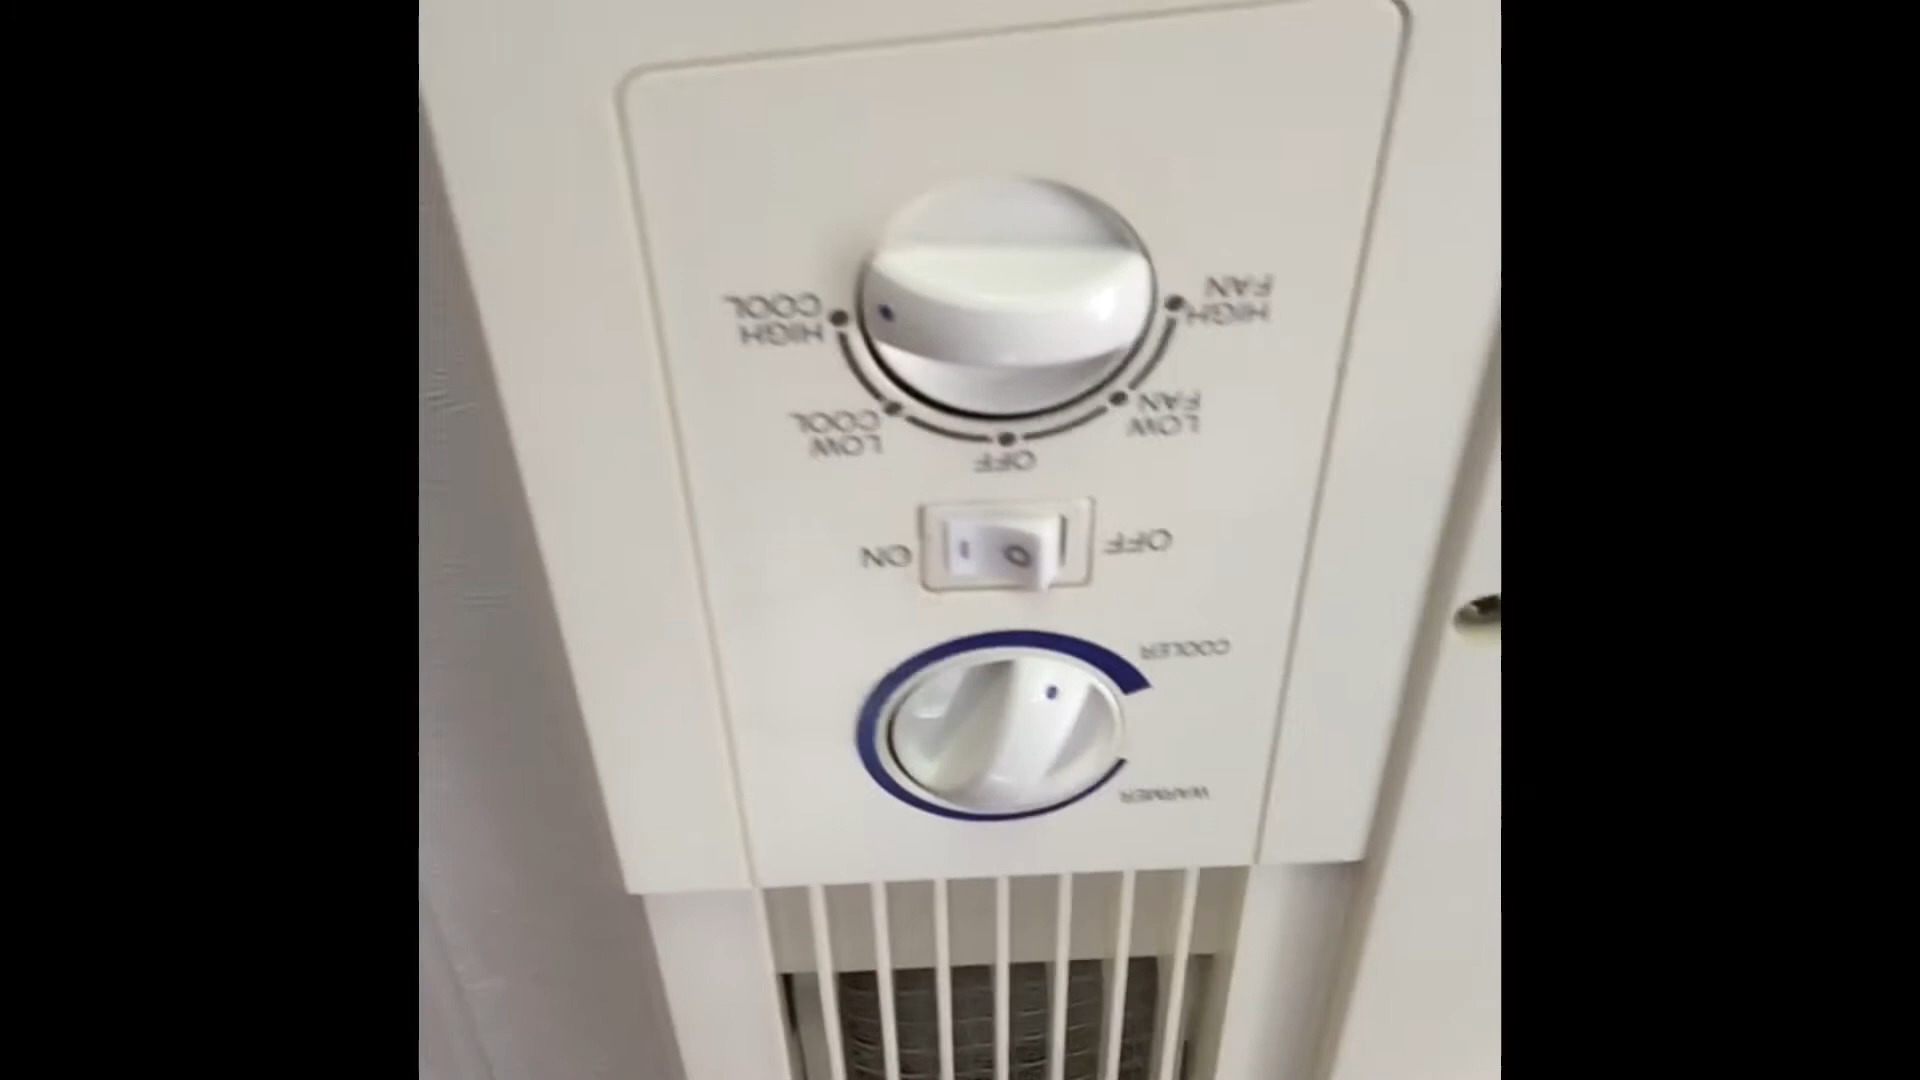 WARMER
COOLER
OFF
O
ON
OFF
LOW
FAN
LOW
COOL
HIGH
FAN
HIGH
COOL